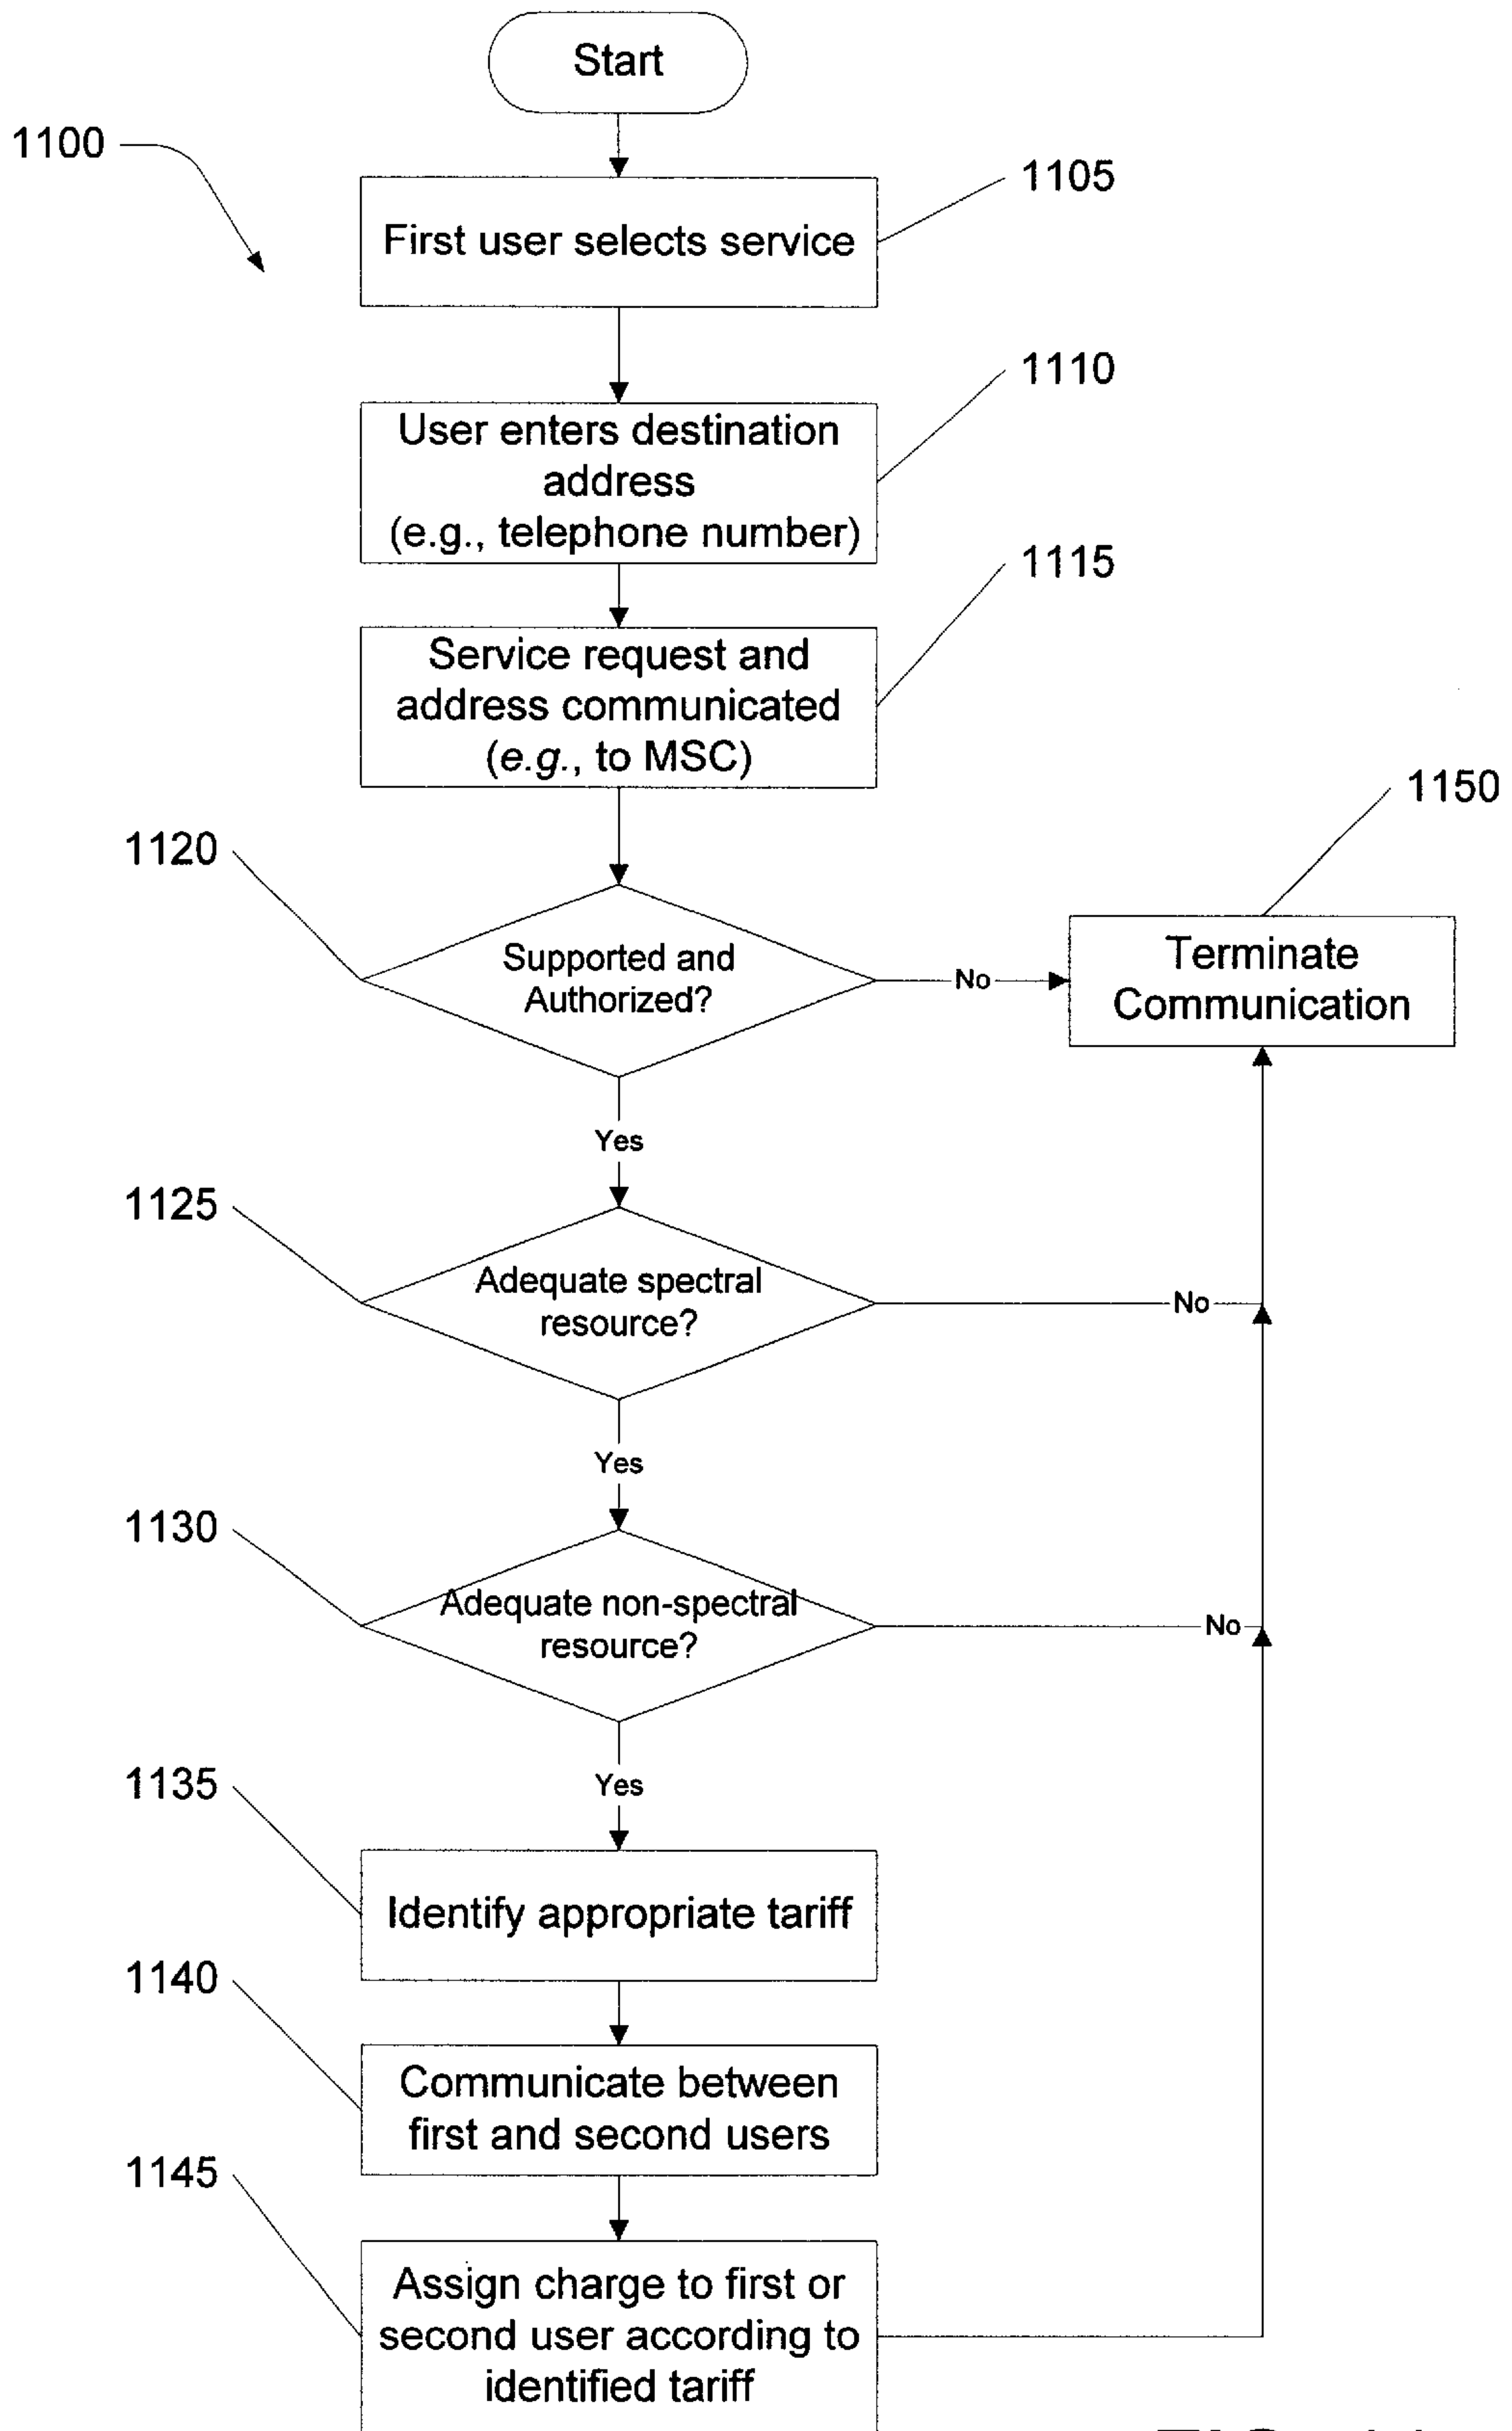 Start
1100
1105
First user selects service
1110
User enters destination
address
(e.g., telephone number)
1115
Service request and
address communicated
(e.g., to MSC)
1150
1120
Supported and
Authorized?
No
Terminate
Communication
Yes
1125
Adequate spectral
resource?
No
Yes
1130
Adequate non-spectral
resource?
No
Yes
1135
Identify appropriate tariff
1140
Communicate between
first and second users
1145
Assign charge to first or
second user according to
identified tariff